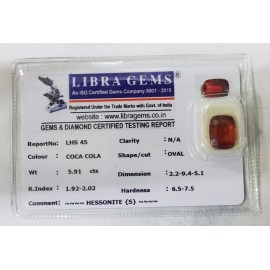 LIBRA GEMS®
An ISO Certified Gems Company 9001 - 2015
Registered Under the Trade Marks with Govt. of India
website : www.libragems.co.in
GEMS & DIAMOND CERTIFIED TESTING REPORT
ReportNo: LHS 45 Clarity N/A
Colour COCA COLA Shape/cut: OVAL
Wt 5.91 cts Dimension 2.2-9.4-5.1
R.Index 1.92-2.02 Hardness 6.5-7.5
Comment >> ~~ HESSONITE {S} ~~